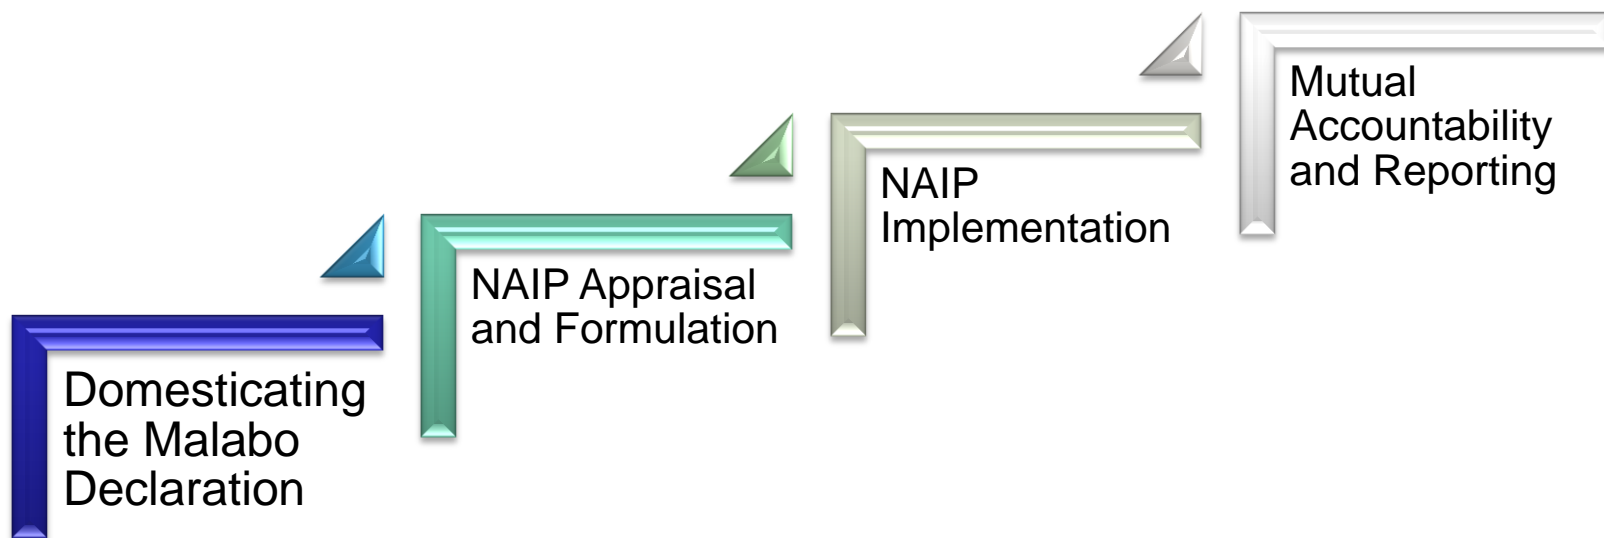 Domesticating
the Malabo
Declaration
NAIP Appraisal
and Formulation
NAIP
Implementation
Mutual
Accountability
and Reporting